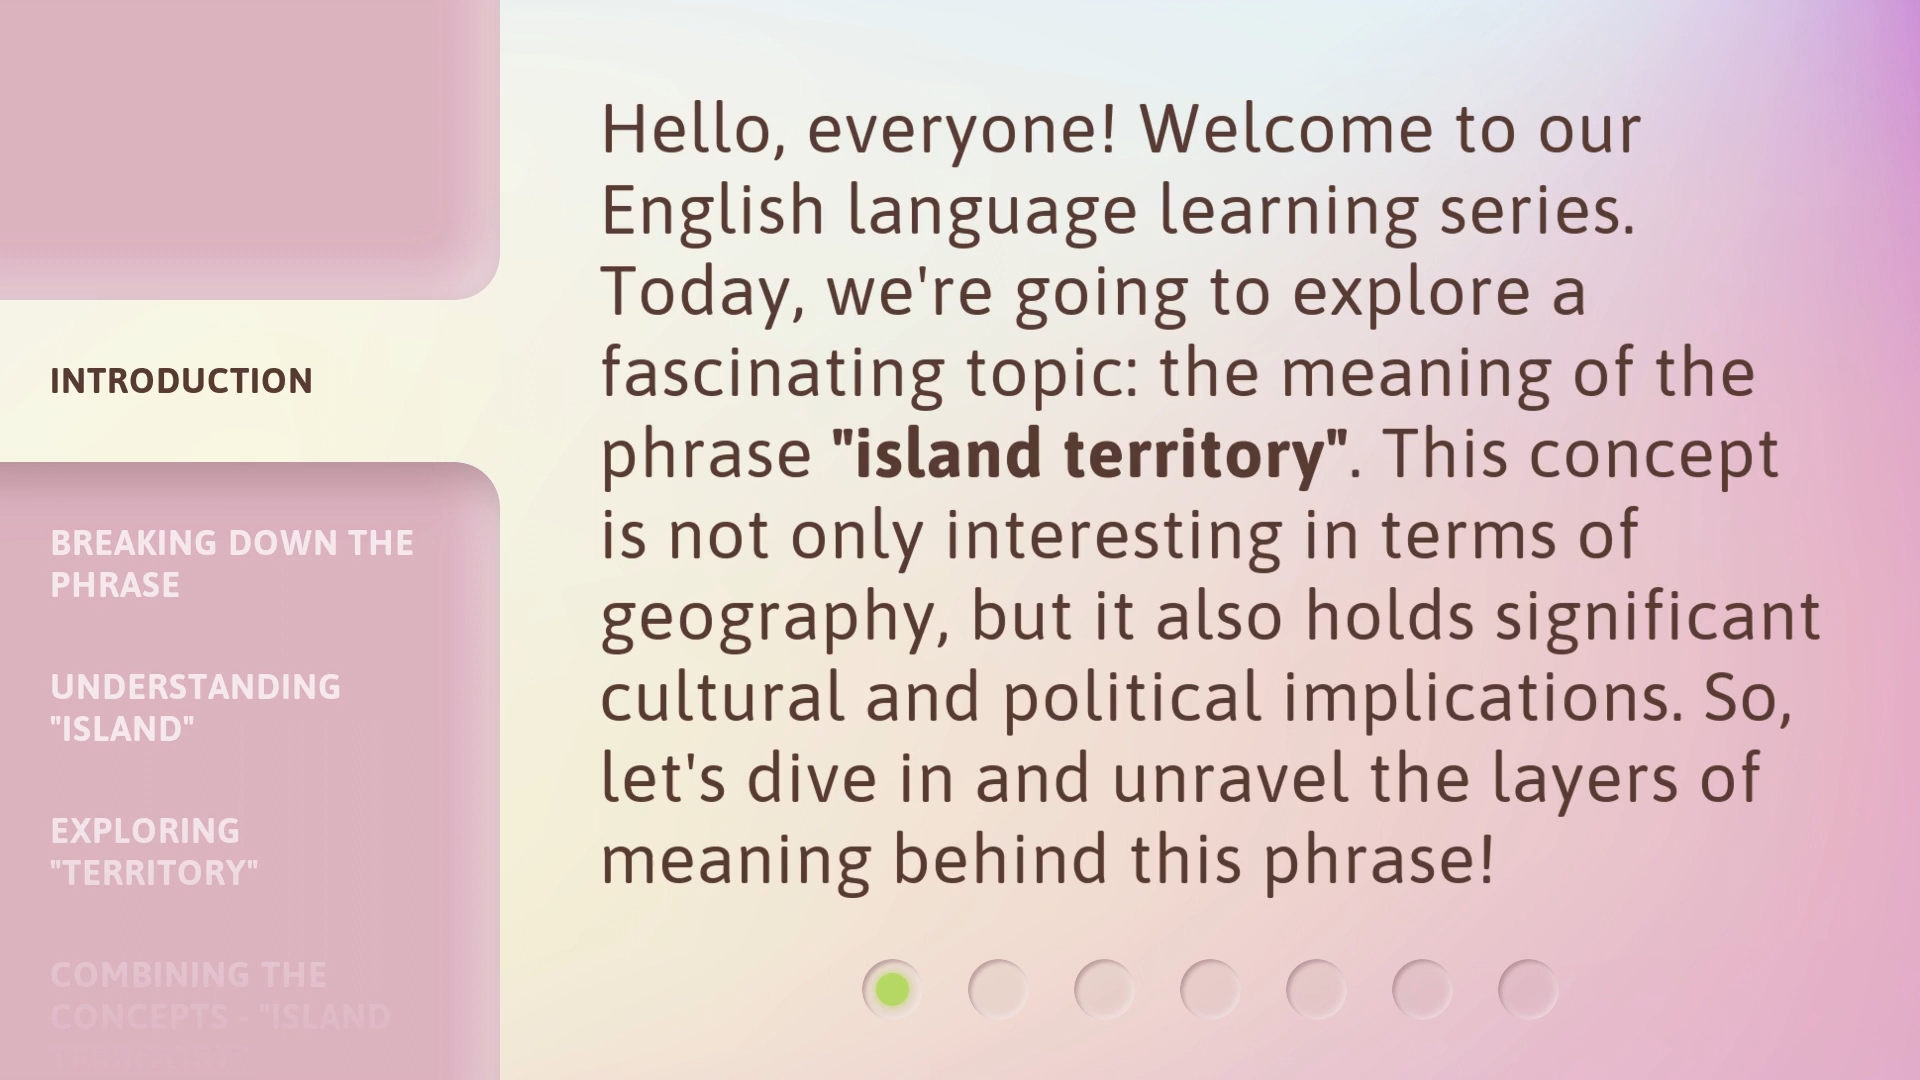 INTRODUCTION
BREAKING DOWN THE
PHRASE
UNDERSTANDING
"ISLAND"
EXPLORING
"TERRITORY"
COMBINING THE
CONCEPTS - "ISLAND
Hello, everyone! Welcome to our
English language learning series.
Today, we're going to explore a
fascinating topic: the meaning of the
phrase "island territory". This concept
is not only interesting in terms of
geography, but it also holds significant
cultural and political implications. So,
let's dive in and unravel the layers of
meaning behind this phrase!